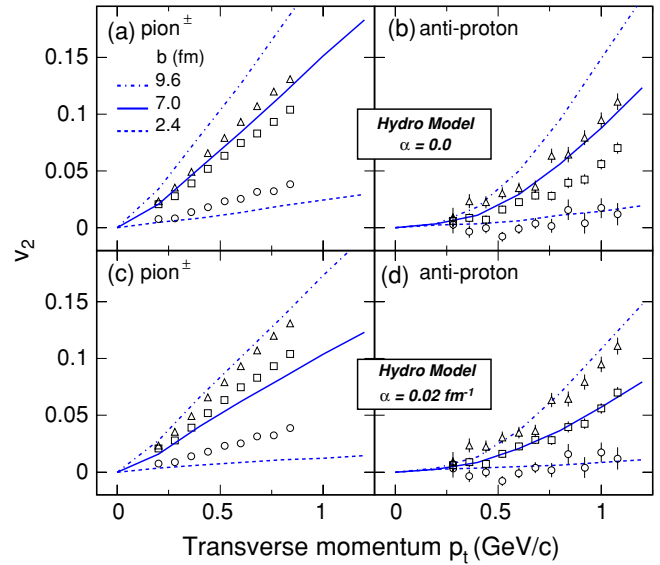 (a) pion±
b (fm)
9.6
7.0
2.4
(b) anti-proton
Hydro Model
α = 0.0
0.15
0.1
0.05
0
(c) pion±
(d) anti-proton
Hydro Model
α = 0.02 fm⁻¹
0.15
0.1
0.05
0
v₂
0 0.5 1 0 0.5 1
Transverse momentum pₜ (GeV/c)